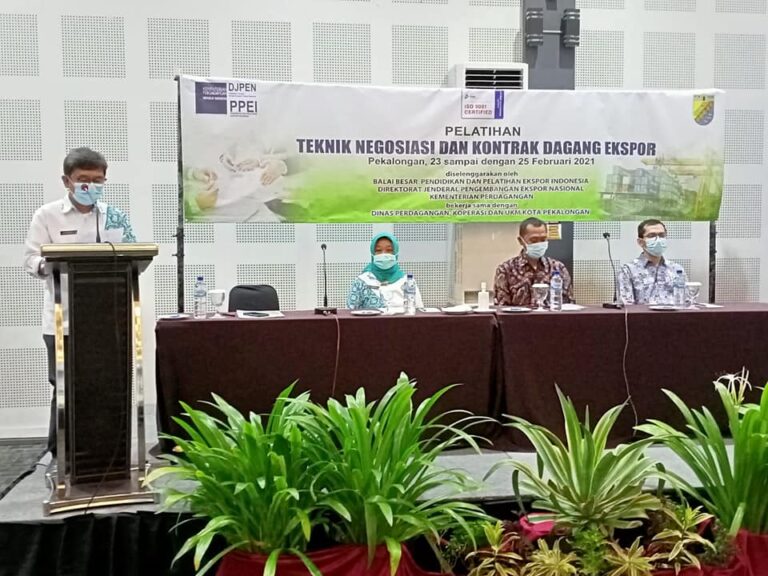 DJPEN
PPEI
ISO 9001
CERTIFIED
PELATIHAN
TEKNIK NEGOSIASI DAN KONTRAK DAGANG EKSPOR
Pekalongan, 23 sampai dengan 25 Februari 2021
diselenggarakan oleh
BALAI BESAR PENDIDIKAN DAN PELATIHAN EKSPOR INDONESIA
DIREKTORAT JENDERAL PENGEMBANGAN EKSPOR NASIONAL
KEMENTERIAN PERDAGANGAN
bekerja sama dengan
DINAS PERDAGANGAN, KOPERASI DAN UKM KOTA PEKALONGAN